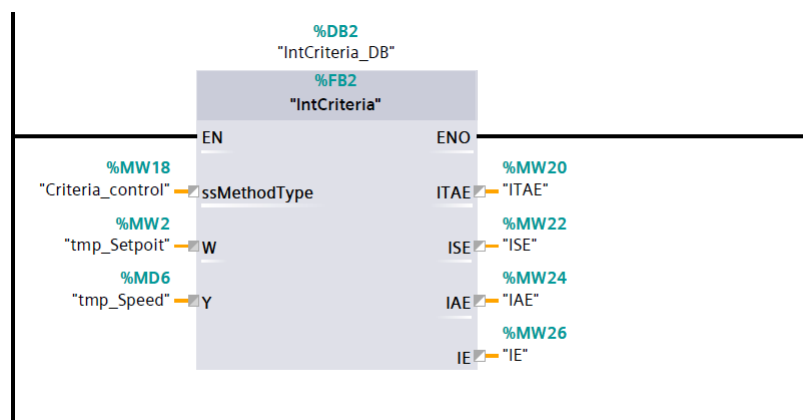 %DB2
"IntCriteria_DB"
%FB2
"IntCriteria"
EN ENO
%MW18 %MW20
"Criteria_control" ssMethodType ITAE "ITAE"
%MW2 %MW22
"tmp_Setpoit" W ISE "ISE"
%MD6 %MW24
"tmp_Speed" Y IAE "IAE"
%MW26
IE "IE"